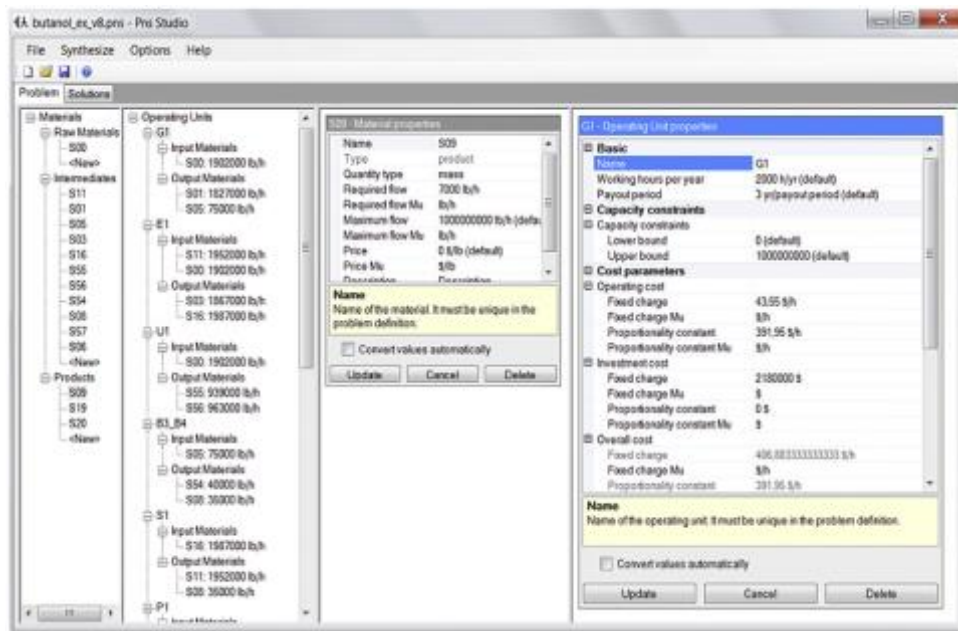 butanol_ex_v8.pns - Pns Studio
File Synthesize Options Help
Problem Solutions
Materials
Raw Materials
S00
<New>
Intermediates
S11
S01
S05
S03
S16
S55
S56
S54
S08
S57
S06
<New>
Products
S09
S19
S20
<New>
Operating Units
G1
Input Materials
S00: 1902000 lb/h
Output Materials
S01: 1827000 lb/h
S05: 75000 lb/h
E1
Input Materials
S11: 1952000 lb/h
S00: 1902000 lb/h
Output Materials
S03: 1867000 lb/h
S16: 1987000 lb/h
U1
Input Materials
S00: 1902000 lb/h
Output Materials
S55: 939000 lb/h
S56: 963000 lb/h
B3_B4
Input Materials
S05: 75000 lb/h
Output Materials
S54: 40000 lb/h
S08: 35000 lb/h
S1
Input Materials
S16: 1987000 lb/h
Output Materials
S11: 1952000 lb/h
S08: 35000 lb/h
P1
Input Materials
S09 - Material properties
Name S09
Type product
Quantity type mass
Required flow 7000 lb/h
Required flow Mu lb/h
Maximum flow 1000000000 lb/h (defau
Maximum flow Mu lb/h
Price 0 $/lb (default)
Price Mu $/lb
Description Description
Name
Name of the material. It must be unique in the
problem definition.
Convert values automatically
Update Cancel Delete
G1 - Operating Unit properties
Basic
Name G1
Working hours per year 2000 h/yr (default)
Payout period 3 yr/payout period (default)
Capacity constraints
Capacity constraints
Lower bound 0 (default)
Upper bound 1000000000 (default)
Cost parameters
Operating cost
Fixed charge 43,55 $/h
Fixed charge Mu $/h
Proportionality constant 391,95 $/h
Proportionality constant Mu $/h
Investment cost
Fixed charge 2180000 $
Fixed charge Mu $
Proportionality constant 0 $
Proportionality constant Mu $
Overall cost
Fixed charge 406,883333333333 $/h
Fixed charge Mu $/h
Proportionality constant 391,95 $/h
Name
Name of the operating unit. It must be unique in the problem definition.
Convert values automatically
Update Cancel Delete